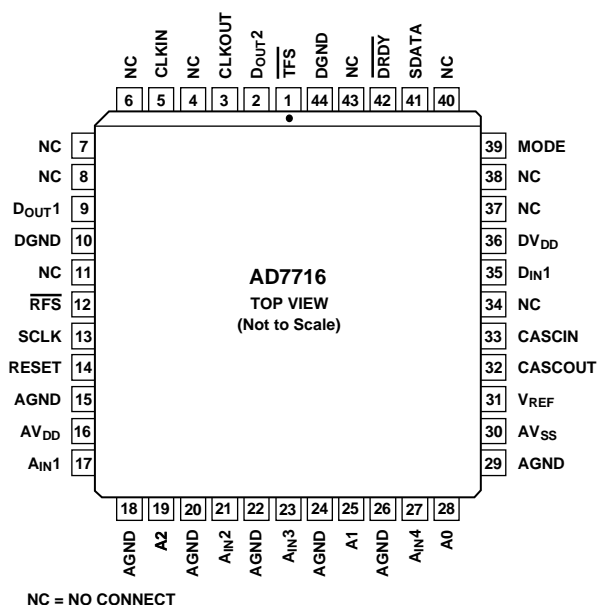 NC CLKIN NC CLKOUT DOUT2 TFS DGND NC DRDY SDATA NC
6 5 4 3 2 1 44 43 42 41 40
NC 7
NC 8
DOUT1 9
DGND 10
NC 11
RFS 12
SCLK 13
RESET 14
AGND 15
AVDD 16
AIN1 17
AD7716
TOP VIEW
(Not to Scale)
39 MODE
38 NC
37 NC
36 DVDD
35 DIN1
34 NC
33 CASCIN
32 CASCOUT
31 VREF
30 AVSS
29 AGND
18 19 20 21 22 23 24 25 26 27 28
AGND A2 AGND AIN2 AGND AIN3 AGND A1 AGND AIN4 A0
NC = NO CONNECT